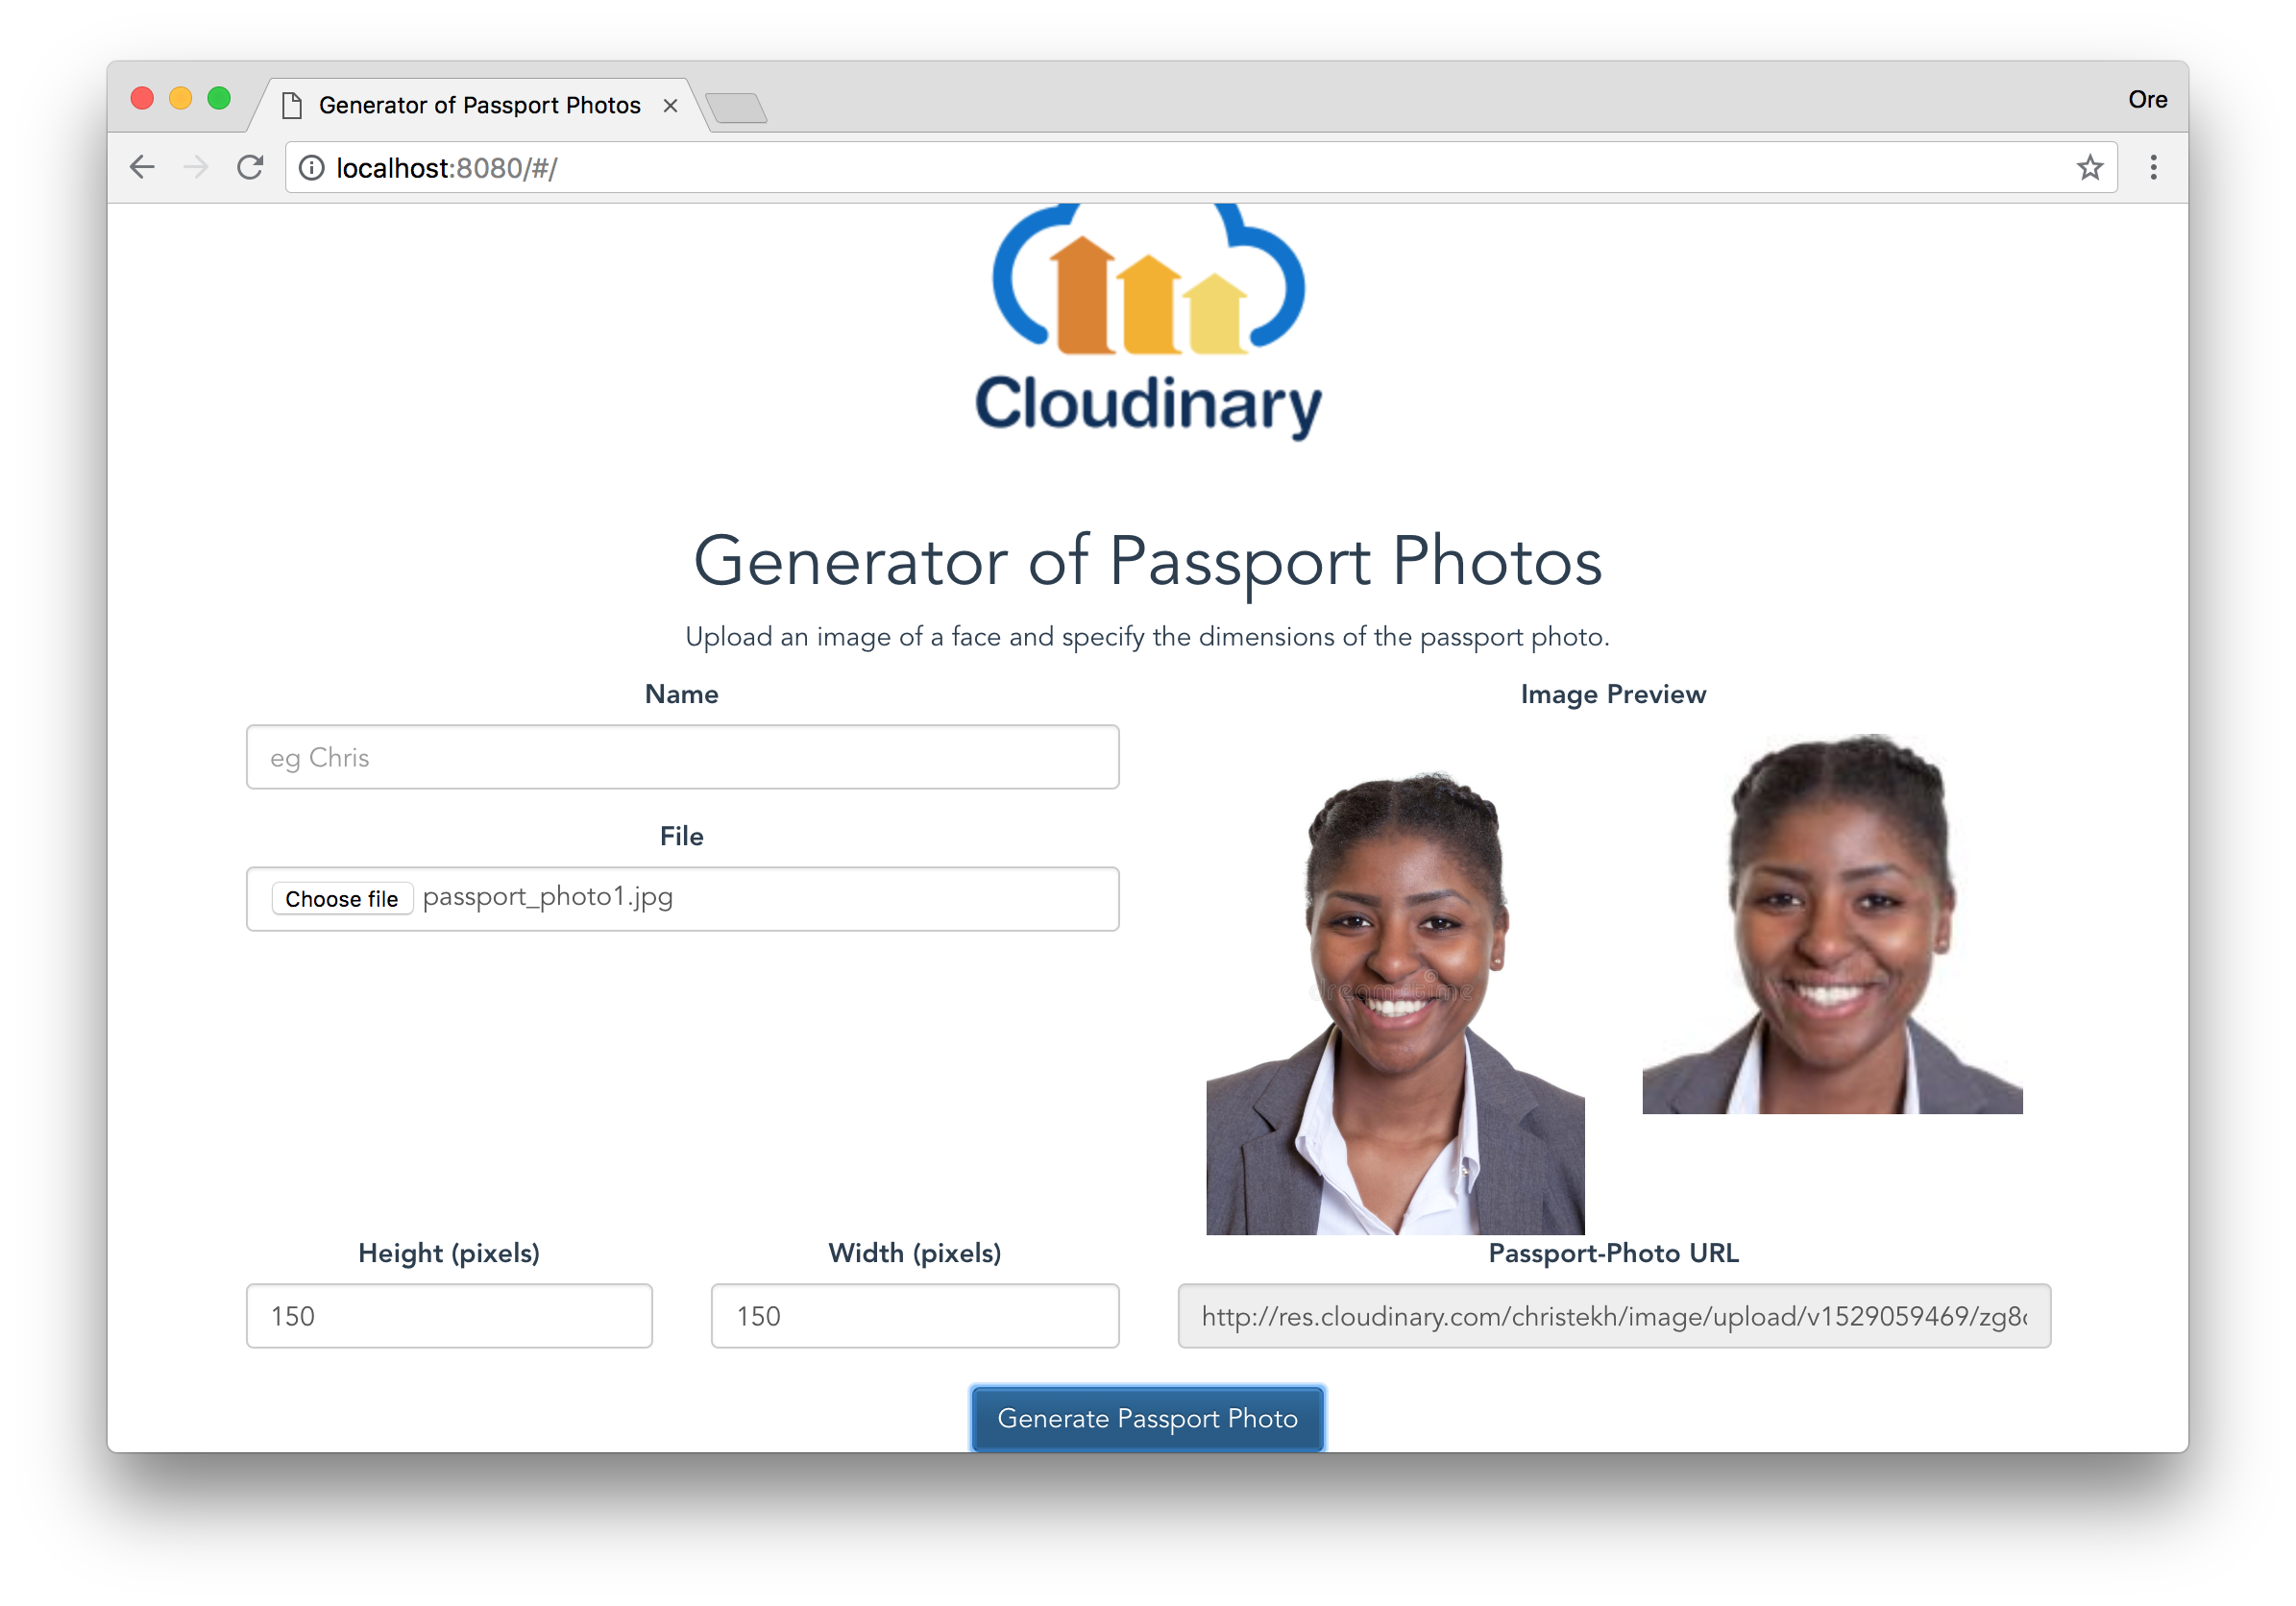 Generator of Passport Photos
Ore
localhost:8080/#/
Cloudinary
Generator of Passport Photos
Upload an image of a face and specify the dimensions of the passport photo.
Name
Image Preview
eg Chris
File
Choose file passport_photo1.jpg
dreamstime
Height (pixels)
Width (pixels)
Passport-Photo URL
150
150
http://res.cloudinary.com/christekh/image/upload/v1529059469/zg8
Generate Passport Photo